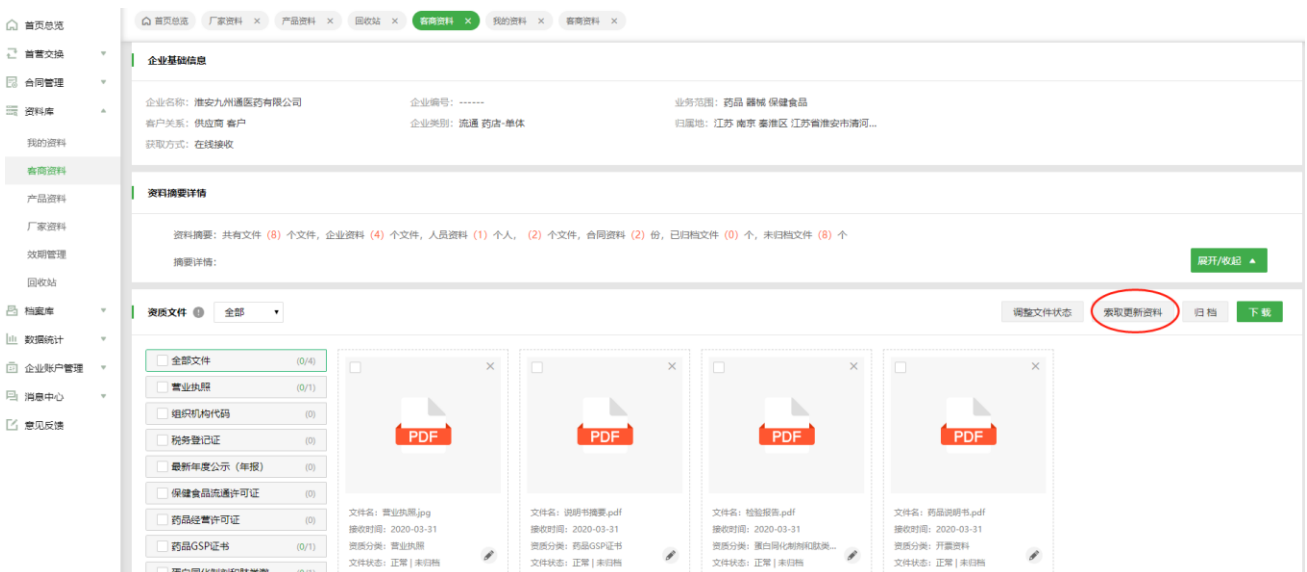 首页总览
首营交换
合同管理
资料库
我的资料
客商资料
产品资料
厂家资料
效期管理
回收站
档案库
数据统计
企业账户管理
消息中心
意见反馈
首页总览 厂家资料 × 产品资料 × 回收站 × 客商资料 × 我的资料 × 客商资料 ×
企业基础信息
企业名称：淮安九州通医药有限公司 企业编号：------ 业务范围：药品 器械 保健食品
客户关系：供应商 客户 企业类别：流通 药店-单体 归属地：江苏 南京 秦淮区 江苏省淮安市清河...
获取方式：在线接收
资料摘要详情
资料摘要：共有文件（8）个文件，企业资料（4）个文件，人员资料（1）个人，（2）个文件，合同资料（2）份，已归档文件（0）个，未归档文件（8）个
摘要详情：
展开/收起
资质文件 全部 调整文件状态 索取更新资料 归 档 下 载
全部文件 (0/4)
营业执照 (0/1)
组织机构代码 (0)
税务登记证 (0)
最新年度公示（年报） (0)
保健食品流通许可证 (0)
药品经营许可证 (0)
药品GSP证书 (0/1)
PDF PDF PDF PDF
文件名：营业执照.jpg 文件名：说明书摘要.pdf 文件名：检验报告.pdf 文件名：药品说明书.pdf
接收时间：2020-03-31 接收时间：2020-03-31 接收时间：2020-03-31 接收时间：2020-03-31
资质分类：营业执照 资质分类：药品GSP证书 资质分类：蛋白同化制剂和肽类... 资质分类：开票资料
文件状态：正常 | 未归档 文件状态：正常 | 未归档 文件状态：正常 | 未归档 文件状态：正常 | 未归档